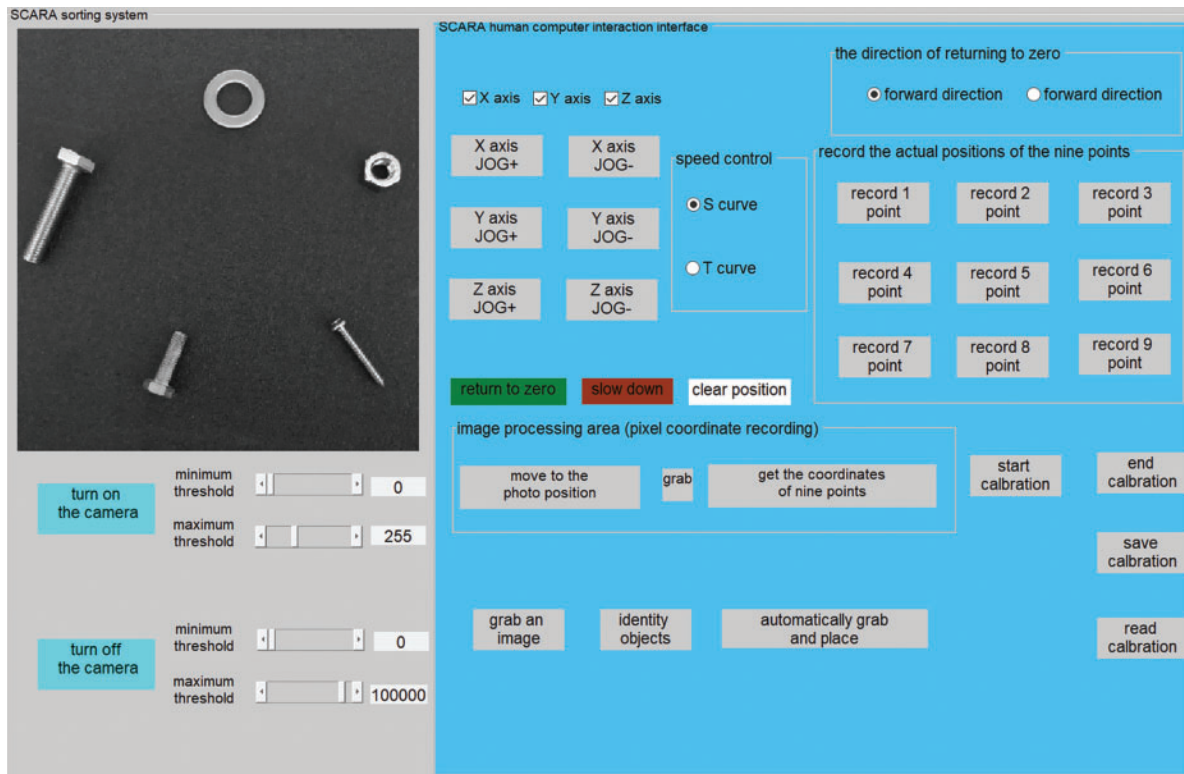 SCARA sorting system
SCARA human computer interaction interface
the direction of returning to zero
forward direction
forward direction
X axis
Y axis
Z axis
X axis
JOG+
X axis
JOG-
Y axis
JOG+
Y axis
JOG-
Z axis
JOG+
Z axis
JOG-
speed control
S curve
T curve
record the actual positions of the nine points
record 1
point
record 2
point
record 3
point
record 4
point
record 5
point
record 6
point
record 7
point
record 8
point
record 9
point
return to zero
slow down
clear position
image processing area (pixel coordinate recording)
move to the
photo position
grab
get the coordinates
of nine points
start
calbration
end
calbration
save
calbration
read
calbration
grab an
image
identity
objects
automatically grab
and place
turn on
the camera
minimum
threshold
0
maximum
threshold
255
turn off
the camera
minimum
threshold
0
maximum
threshold
100000